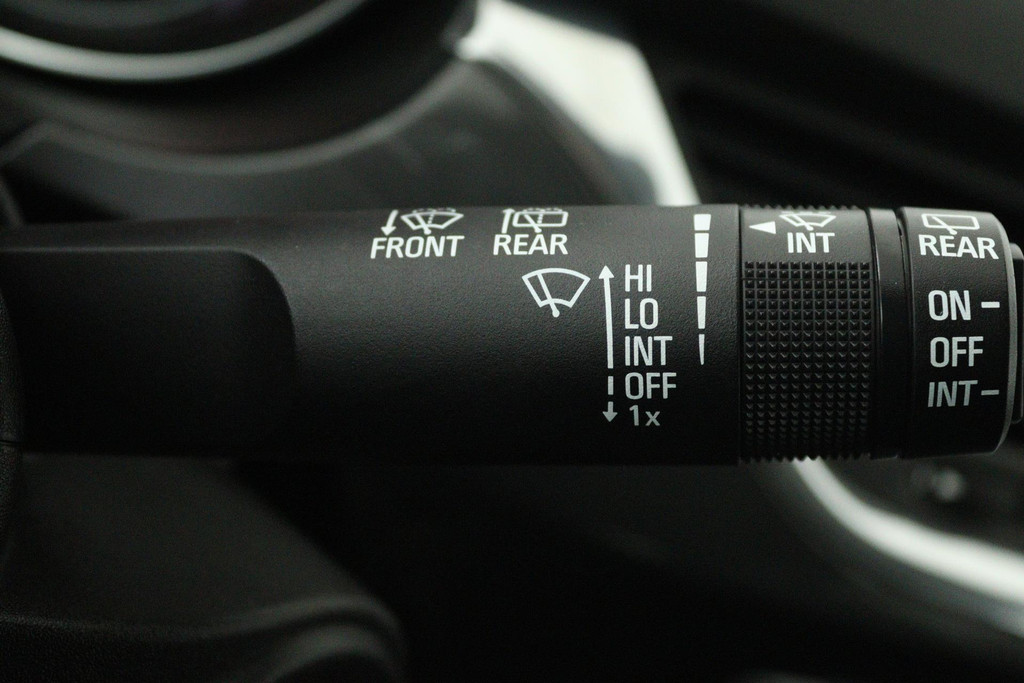 FRONT
REAR
HI
LO
INT
OFF
1x
INT
REAR
ON –
OFF
INT –